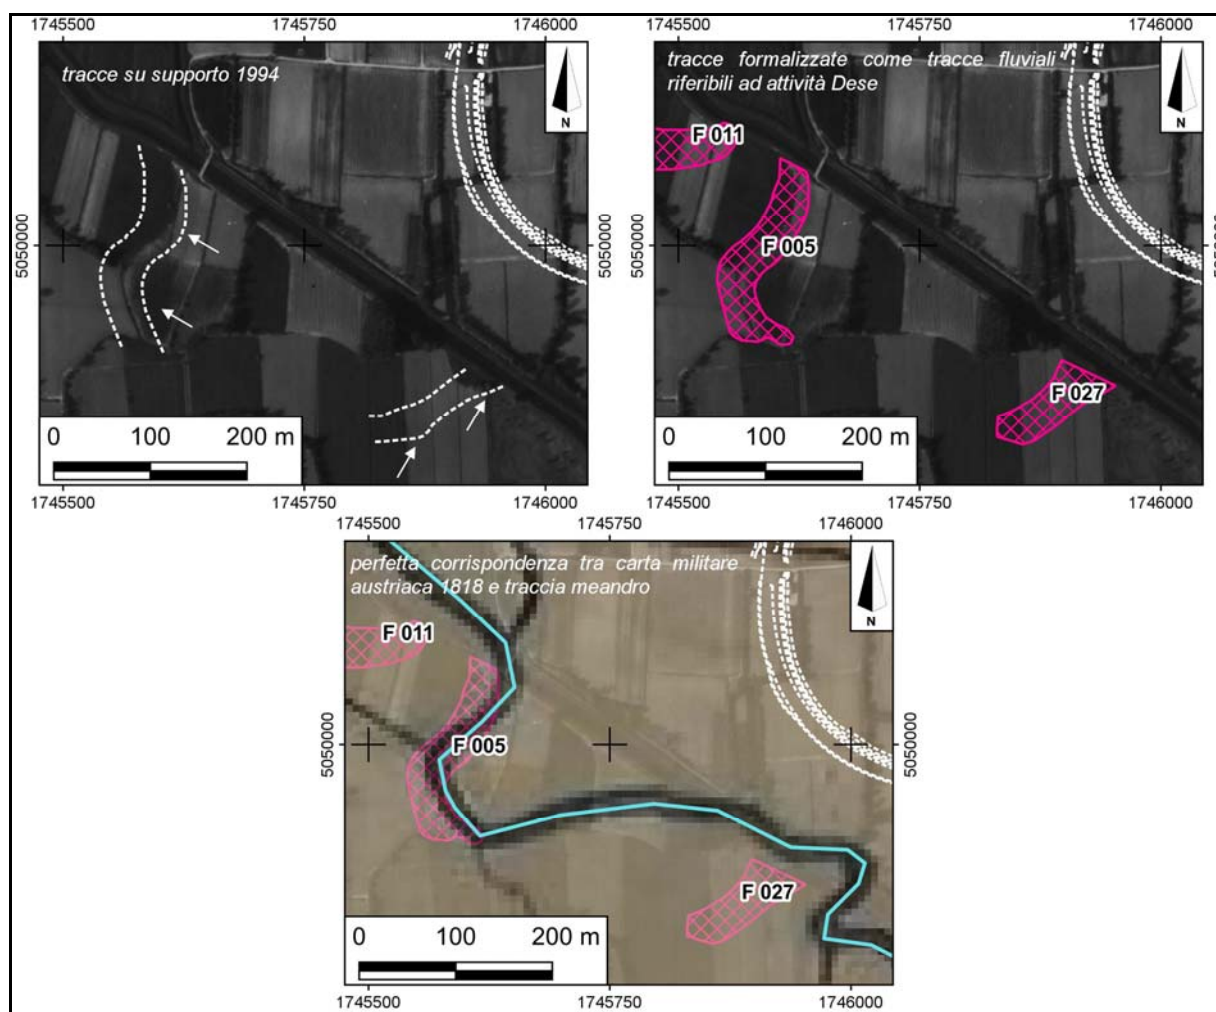 1745500 1745750 1746000
tracce su supporto 1994
N
5050000
0 100 200 m
1745500 1745750 1746000
1745500 1745750 1746000
tracce formalizzate come tracce fluviali
riferibili ad attività Dese
N
F 011
F 005
F 027
5050000
0 100 200 m
1745500 1745750 1746000
1745500 1745750 1746000
perfetta corrispondenza tra carta militare
austriaca 1818 e traccia meandro
N
F 011
F 005
F 027
5050000
5050000
0 100 200 m
1745500 1745750 1746000